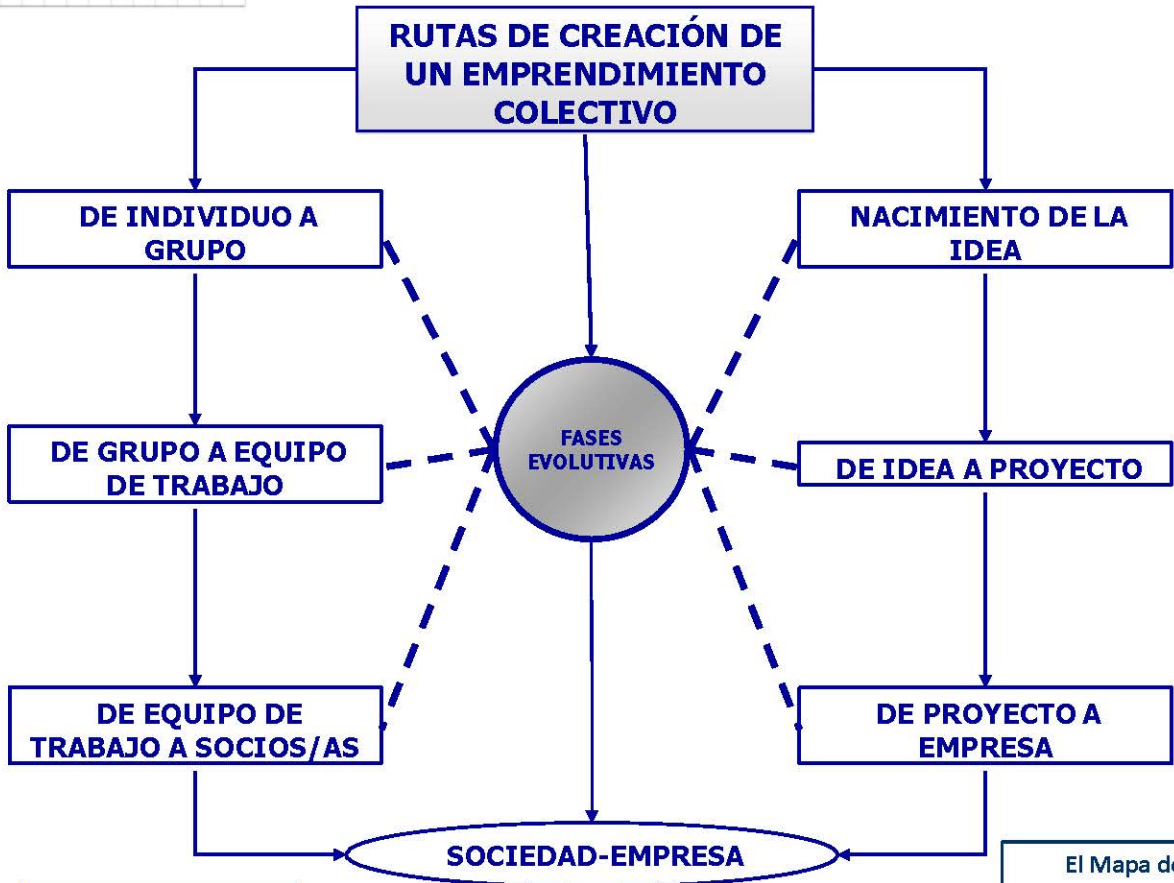 RUTAS DE CREACIÓN DE
UN EMPRENDIMIENTO
COLECTIVO
DE INDIVIDUO A
GRUPO
NACIMIENTO DE LA
IDEA
FASES
EVOLUTIVAS
DE GRUPO A EQUIPO
DE TRABAJO
DE IDEA A PROYECTO
DE EQUIPO DE
TRABAJO A SOCIOS/AS
DE PROYECTO A
EMPRESA
SOCIEDAD-EMPRESA
El Mapa de